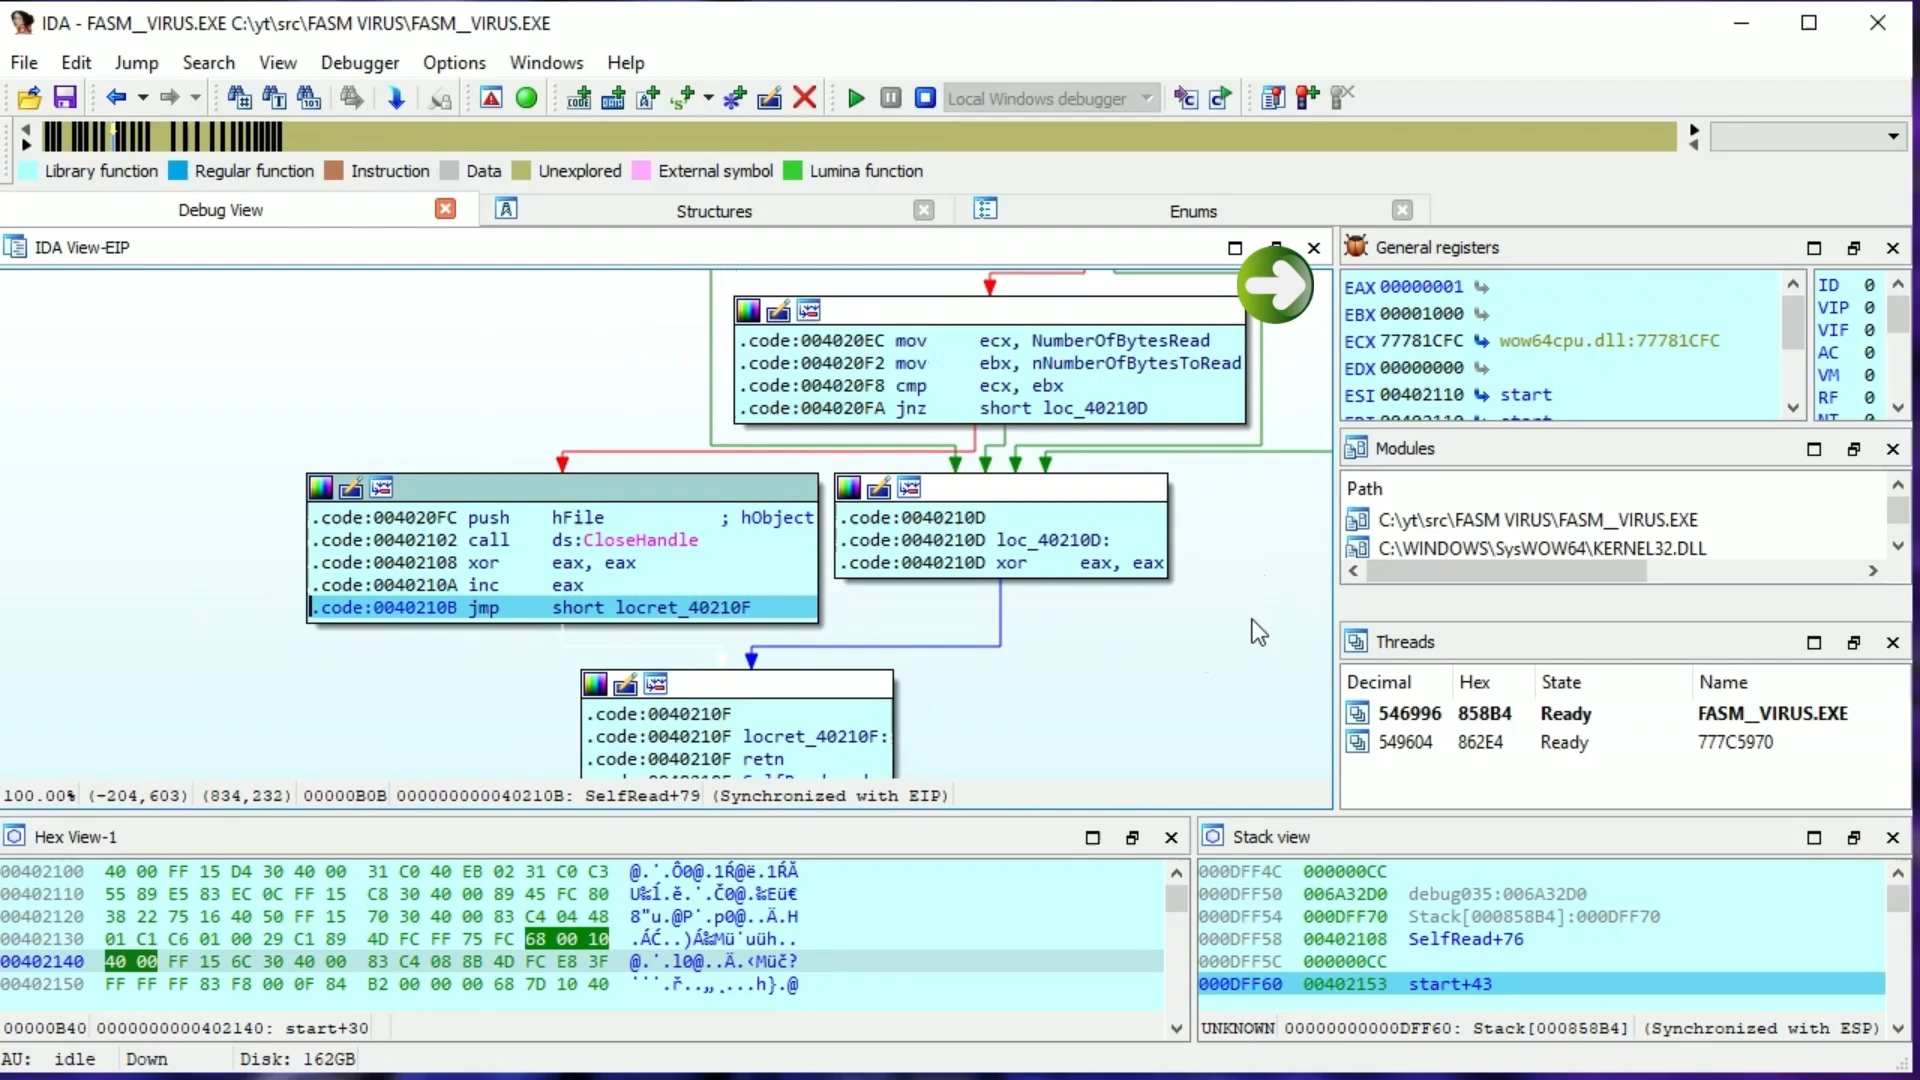 IDA - FASM__VIRUS.EXE C:\yt\src\FASM VIRUS\FASM__VIRUS.EXE
File Edit Jump Search View Debugger Options Windows Help
Local Windows debugger
Library function Regular function Instruction Data Unexplored External symbol Lumina function
Debug View Structures Enums
IDA View-EIP
.code:004020EC mov ecx, NumberOfBytesRead
.code:004020F2 mov ebx, nNumberOfBytesToRead
.code:004020F8 cmp ecx, ebx
.code:004020FA jnz short loc_40210D
.code:004020FC push hFile ; hObject
.code:00402102 call ds:CloseHandle
.code:00402108 xor eax, eax
.code:0040210A inc eax
.code:0040210B jmp short locret_40210F
.code:0040210D
.code:0040210D loc_40210D:
.code:0040210D xor eax, eax
.code:0040210F
.code:0040210F locret_40210F:
.code:0040210F retn
100.00% (-204,603) (834,232) 00000B0B 000000000040210B: SelfRead+79 (Synchronized with EIP)
General registers
EAX 00000001
EBX 00001000
ECX 77781CFC wow64cpu.dll:77781CFC
EDX 00000000
ESI 00402110 start
ID 0
VIP 0
VIF 0
AC 0
VM 0
RF 0
Modules
Path
C:\yt\src\FASM VIRUS\FASM__VIRUS.EXE
C:\WINDOWS\SysWOW64\KERNEL32.DLL
Threads
Decimal Hex State Name
546996 858B4 Ready FASM__VIRUS.EXE
549604 862E4 Ready 777C5970
Hex View-1
00402100 40 00 FF 15 D4 30 40 00 31 C0 40 EB 02 31 C0 C3
00402110 55 89 E5 83 EC 0C FF 15 C8 30 40 00 89 45 FC 80
00402120 38 22 75 16 40 50 FF 15 70 30 40 00 83 C4 04 48
00402130 01 C1 C6 01 00 29 C1 89 4D FC FF 75 FC 68 00 10
00402140 40 00 FF 15 6C 30 40 00 83 C4 08 8B 4D FC E8 3F
00402150 FF FF FF 83 F8 00 0F 84 B2 00 00 00 68 7D 10 40
00000B40 0000000000402140: start+30
Stack view
000DFF4C 000000CC
000DFF50 006A32D0 debug035:006A32D0
000DFF54 000DFF70 Stack[000858B4]:000DFF70
000DFF58 00402108 SelfRead+76
000DFF5C 000000CC
000DFF60 00402153 start+43
UNKNOWN 00000000000DFF60: Stack[000858B4] (Synchronized with ESP)
AU: idle Down Disk: 162GB